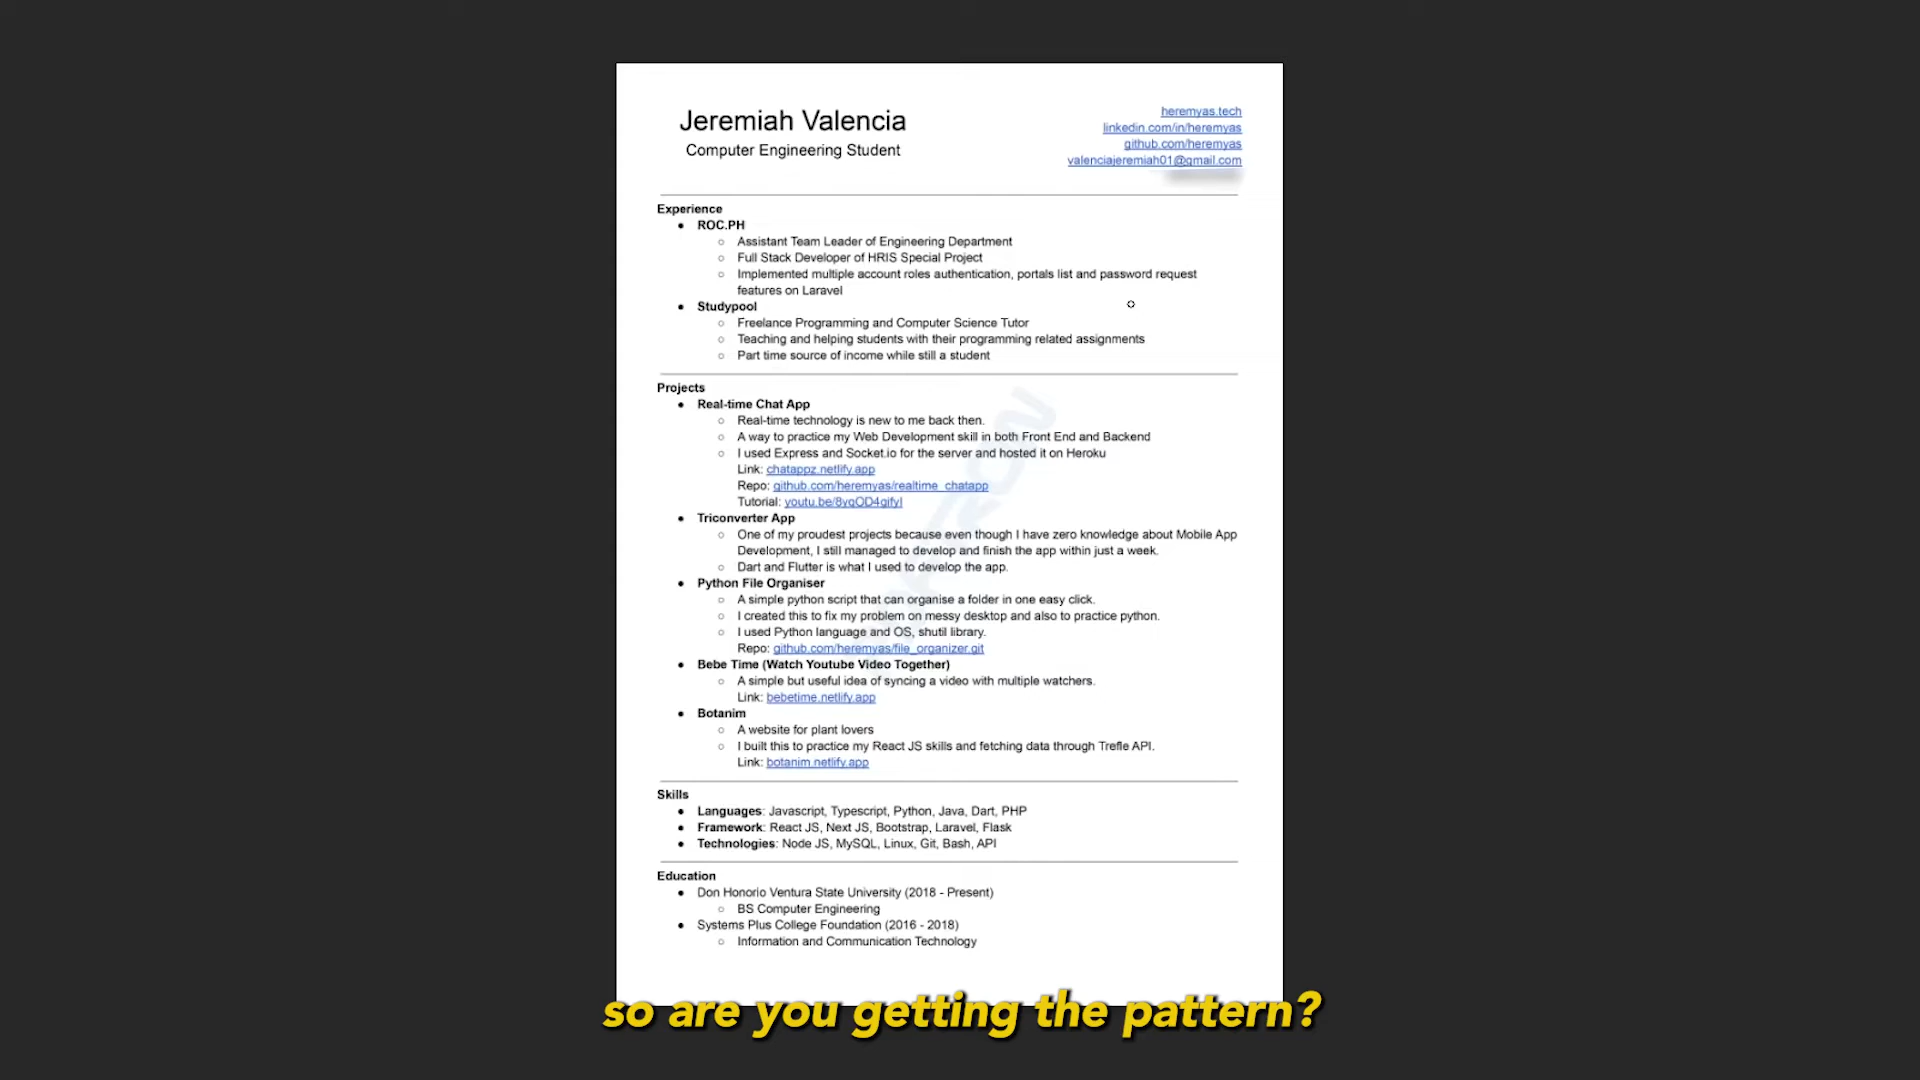 Jeremiah Valencia
Computer Engineering Student
heremyas.tech
linkedin.com/in/heremyas
github.com/heremyas
valenciajeremiah01@gmail.com
Experience
● ROC.PH
○ Assistant Team Leader of Engineering Department
○ Full Stack Developer of HRIS Special Project
○ Implemented multiple account roles authentication, portals list and password request
features on Laravel
● Studypool
○ Freelance Programming and Computer Science Tutor
○ Teaching and helping students with their programming related assignments
○ Part time source of income while still a student
Projects
● Real-time Chat App
○ Real-time technology is new to me back then.
○ A way to practice my Web Development skill in both Front End and Backend
○ I used Express and Socket.io for the server and hosted it on Heroku
Link: chatappz.netlify.app
Repo: github.com/heremyas/realtime_chatapp
Tutorial:
● Triconverter App
○ One of my proudest projects because even though I have zero knowledge about Mobile App
Development, I still managed to develop and finish the app within just a week.
○ Dart and Flutter is what I used to develop the app.
● Python File Organiser
○ A simple python script that can organise a folder in one easy click.
○ I created this to fix my problem on messy desktop and also to practice python.
○ I used Python language and OS, shutil library.
Repo: github.com/heremyas/file_organizer.git
● Bebe Time (Watch Youtube Video Together)
○ A simple but useful idea of syncing a video with multiple watchers.
Link: bebetime.netlify.app
● Botanim
○ A website for plant lovers
○ I built this to practice my React JS skills and fetching data through Trefle API.
Link: botanim.netlify.app
Skills
● Languages: Javascript, Typescript, Python, Java, Dart, PHP
● Framework: React JS, Next JS, Bootstrap, Laravel, Flask
● Technologies: Node JS, MySQL, Linux, Git, Bash, API
Education
● Don Honorio Ventura State University (2018 - Present)
○ BS Computer Engineering
● Systems Plus College Foundation (2016 - 2018)
○ Information and Communication Technology
so are you getting the pattern?